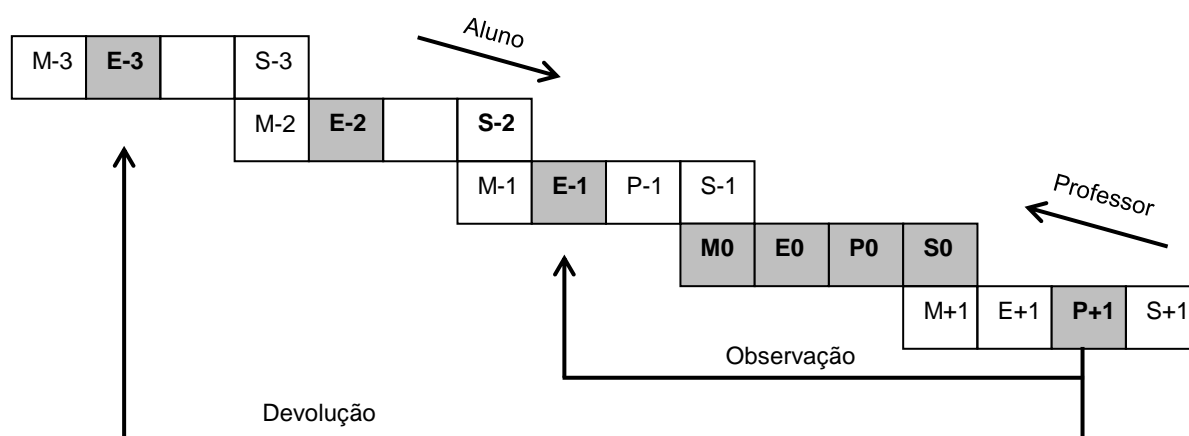 Aluno
M-3 E-3 S-3
M-2 E-2 S-2
M-1 E-1 P-1 S-1
Professor
M0 E0 P0 S0
M+1 E+1 P+1 S+1
Observação
Devolução